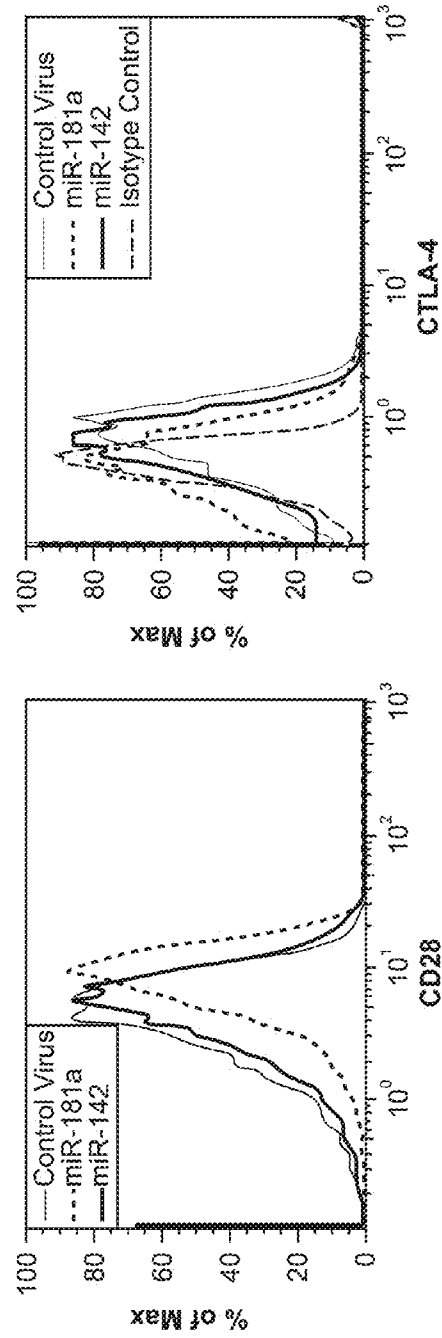 100
80
60
40
20
0
% of Max
Control Virus
miR-181a
miR-142
10⁰
10¹
10²
10³
CD28
100
80
60
40
20
0
% of Max
Control Virus
miR-181a
miR-142
Isotype Control
10⁰
10¹
10²
10³
CTLA-4